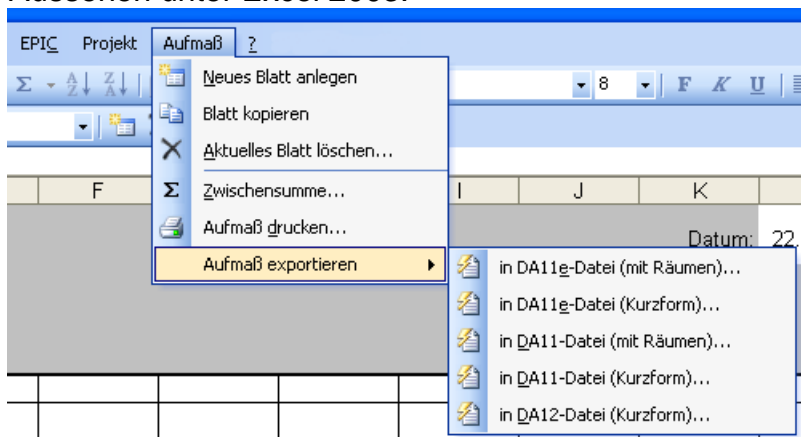 Aussehen unter Excel 2003:
EPIC Projekt Aufmaß ?
8 F K U
Neues Blatt anlegen
Blatt kopieren
Aktuelles Blatt löschen...
F I J K
Zwischensumme...
Aufmaß drucken...
Datum: 22.
Aufmaß exportieren
in DA11e-Datei (mit Räumen)...
in DA11e-Datei (Kurzform)...
in DA11-Datei (mit Räumen)...
in DA11-Datei (Kurzform)...
in DA12-Datei (Kurzform)...